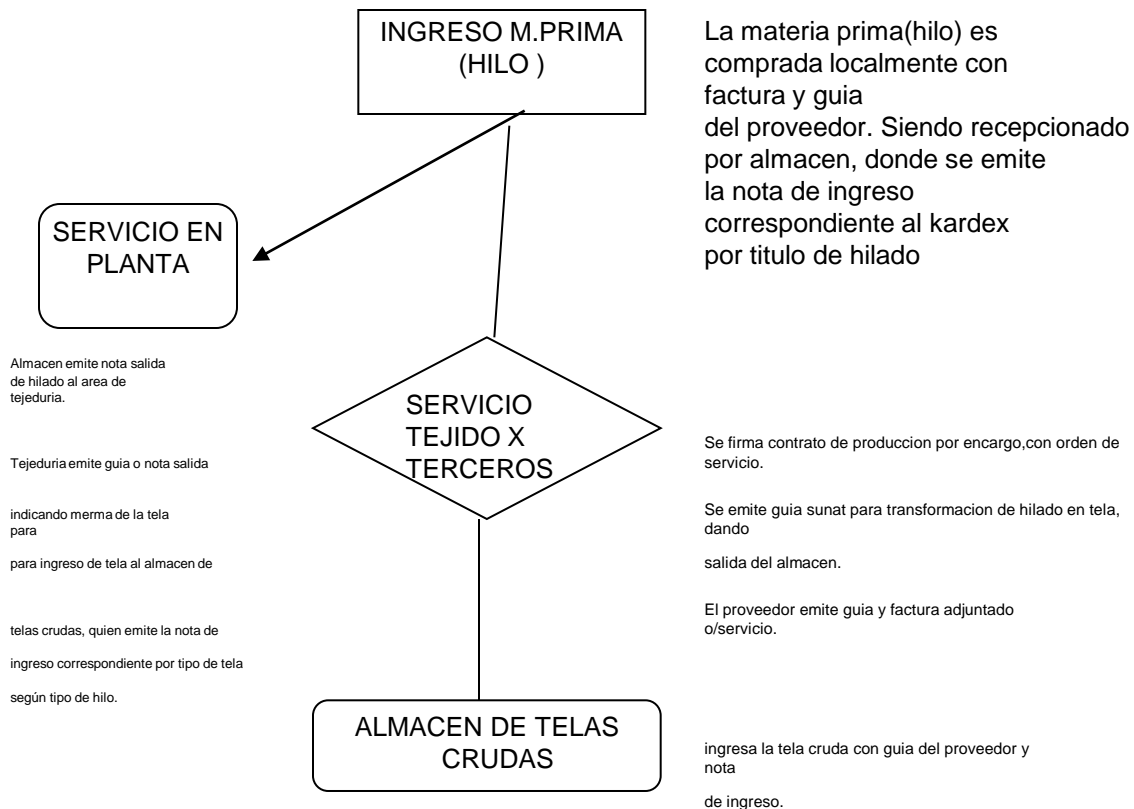 INGRESO M.PRIMA
(HILO )
La materia prima(hilo) es
comprada localmente con
factura y guia
del proveedor. Siendo recepcionado
por almacen, donde se emite
la nota de ingreso
correspondiente al kardex
por titulo de hilado
SERVICIO EN
PLANTA
Almacen emite nota salida
de hilado al area de
tejeduria.
Tejeduria emite guia o nota salida
indicando merma de la tela
para
para ingreso de tela al almacen de
telas crudas, quien emite la nota de
ingreso correspondiente por tipo de tela
según tipo de hilo.
SERVICIO
TEJIDO X
TERCEROS
Se firma contrato de produccion por encargo,con orden de
servicio.
Se emite guia sunat para transformacion de hilado en tela,
dando
salida del almacen.
El proveedor emite guia y factura adjuntado
o/servicio.
ALMACEN DE TELAS
CRUDAS
ingresa la tela cruda con guia del proveedor y
nota
de ingreso.